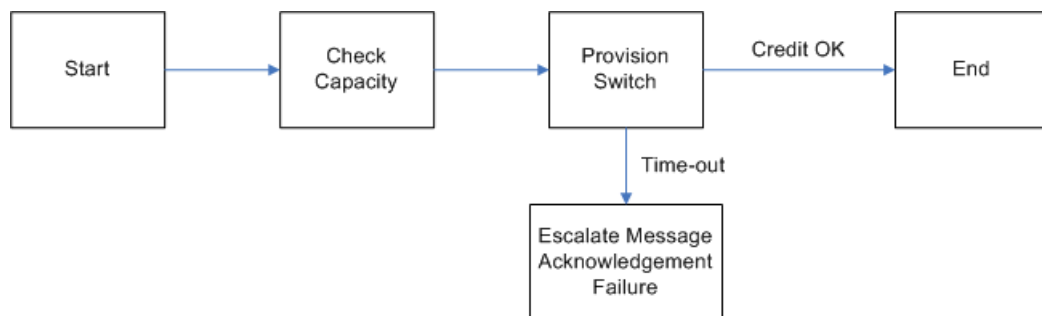 Start
Check
Capacity
Provision
Switch
Credit OK
End
Time-out
Escalate Message
Acknowledgement
Failure